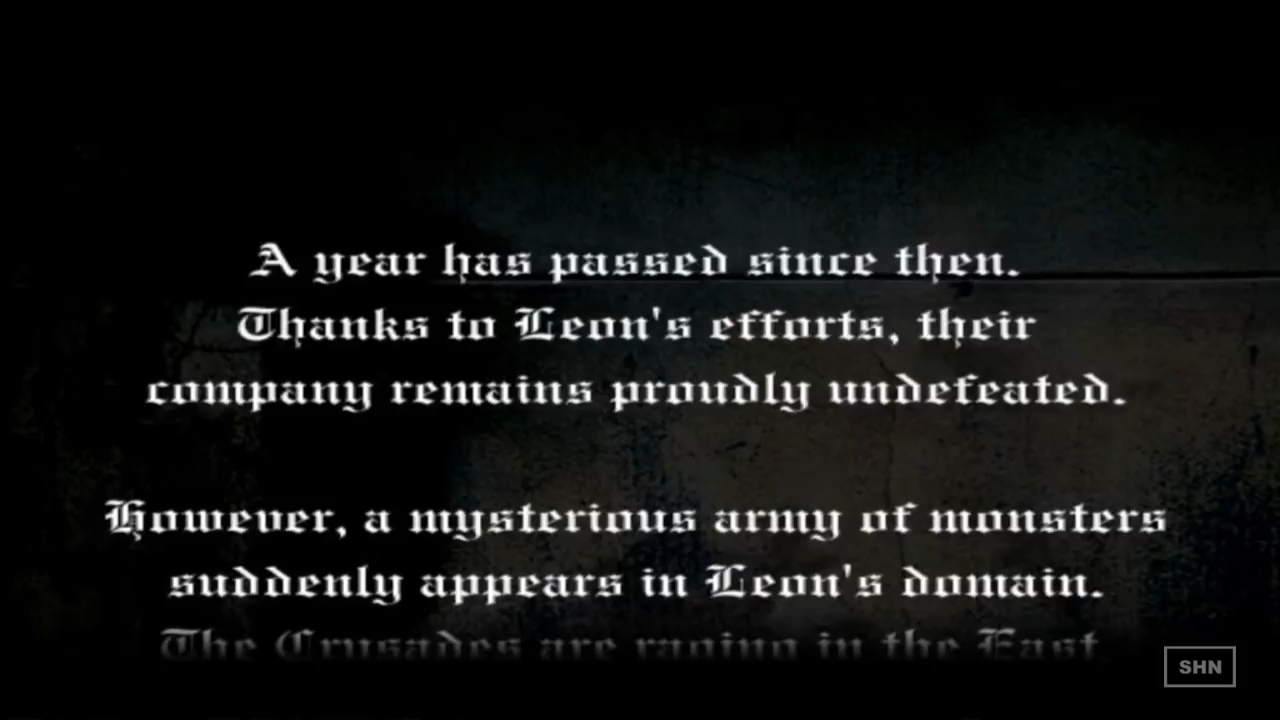 A year has passed since then.
Thanks to Leon's efforts, their
company remains proudly undefeated.
However, a mysterious army of monsters
suddenly appears in Leon's domain.
The Crusades are raging in the East.
SHN